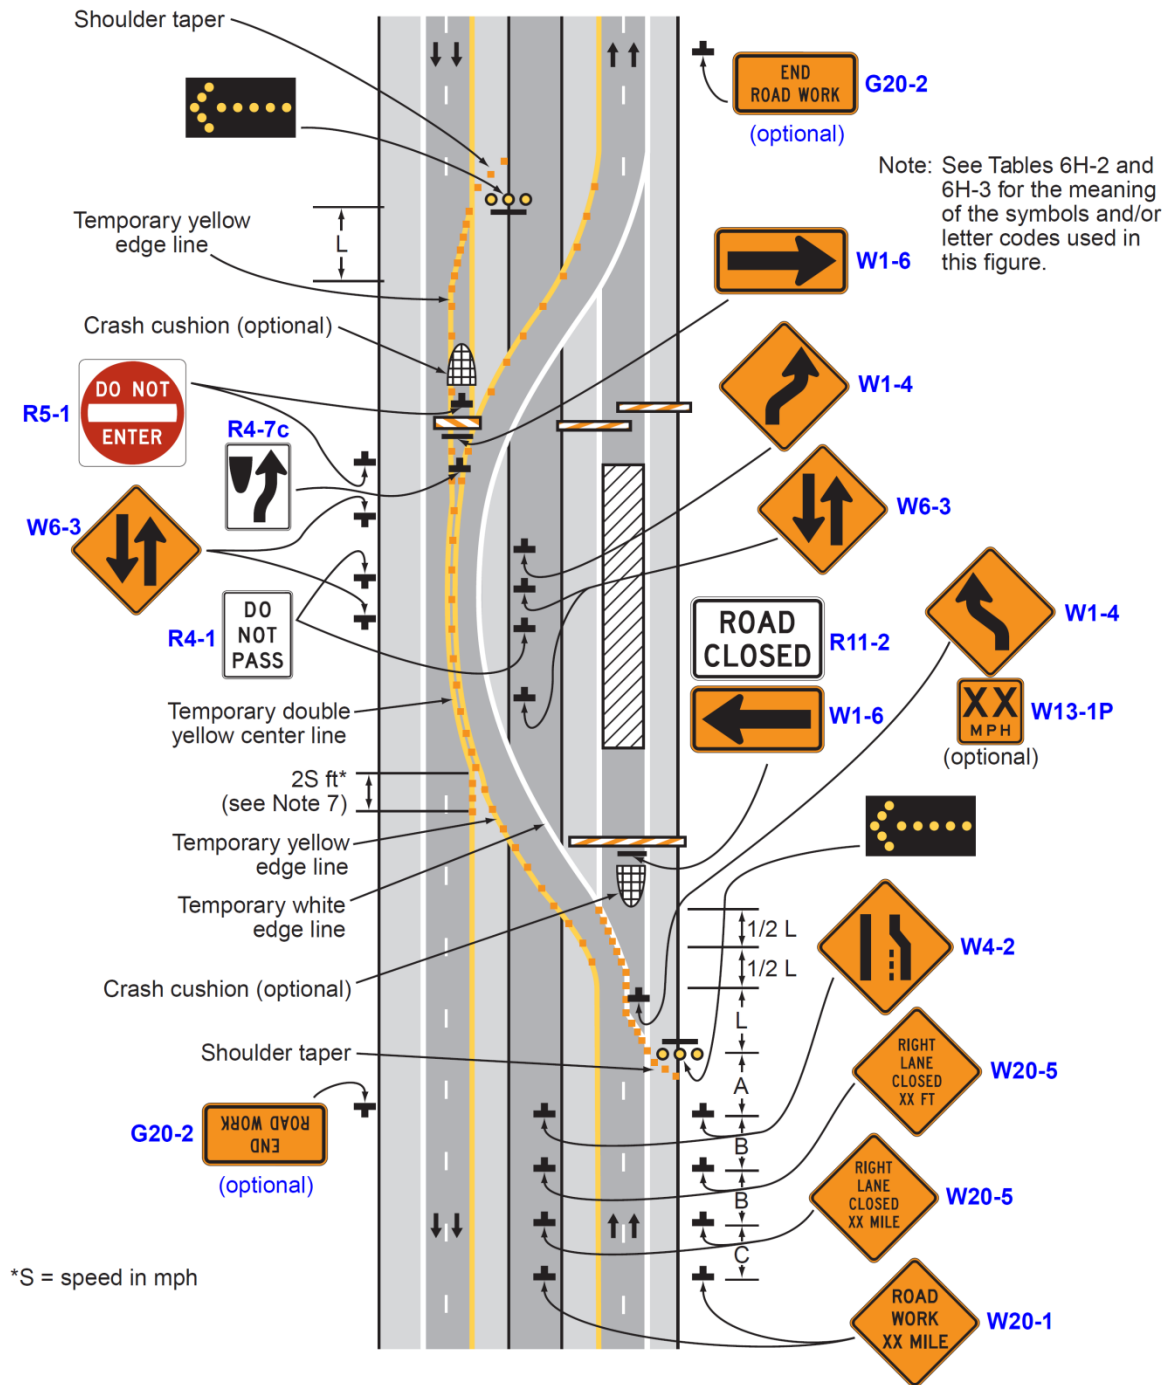 Shoulder taper
END
ROAD WORK
G20-2
(optional)
Note: See Tables 6H-2 and
6H-3 for the meaning
of the symbols and/or
letter codes used in
this figure.
Temporary yellow
edge line
L
W1-6
Crash cushion (optional)
DO NOT
ENTER
R5-1
R4-7c
W1-4
W6-3
W6-3
DO
NOT
PASS
R4-1
ROAD
CLOSED
R11-2
W1-4
W1-6
XX
MPH
W13-1P
(optional)
Temporary double
yellow center line
2S ft*
(see Note 7)
Temporary yellow
edge line
Temporary white
edge line
1/2 L
1/2 L
W4-2
Crash cushion (optional)
L
Shoulder taper
A
RIGHT
LANE
CLOSED
XX FT
W20-5
END
ROAD WORK
G20-2
(optional)
B
B
RIGHT
LANE
CLOSED
XX MILE
W20-5
C
*S = speed in mph
ROAD
WORK
XX MILE
W20-1